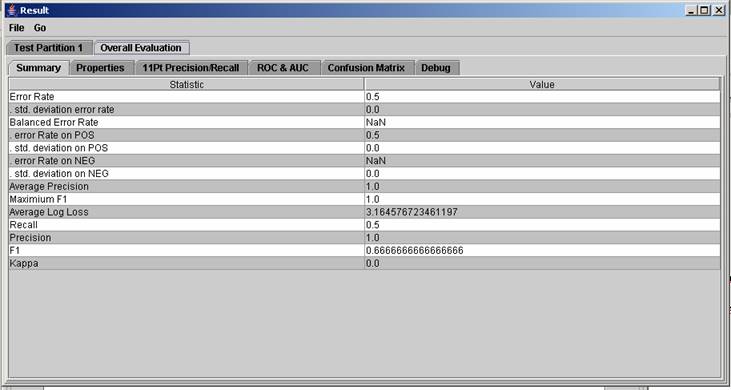 Result
File Go
Test Partition 1 Overall Evaluation
Summary Properties 11Pt Precision/Recall ROC & AUC Confusion Matrix Debug
Statistic Value
Error Rate 0.5
. std. deviation error rate 0.0
Balanced Error Rate NaN
. error Rate on POS 0.5
. std. deviation on POS 0.0
. error Rate on NEG NaN
. std. deviation on NEG 0.0
Average Precision 1.0
Maximium F1 1.0
Average Log Loss 3.164576723461197
Recall 0.5
Precision 1.0
F1 0.6666666666666666
Kappa 0.0